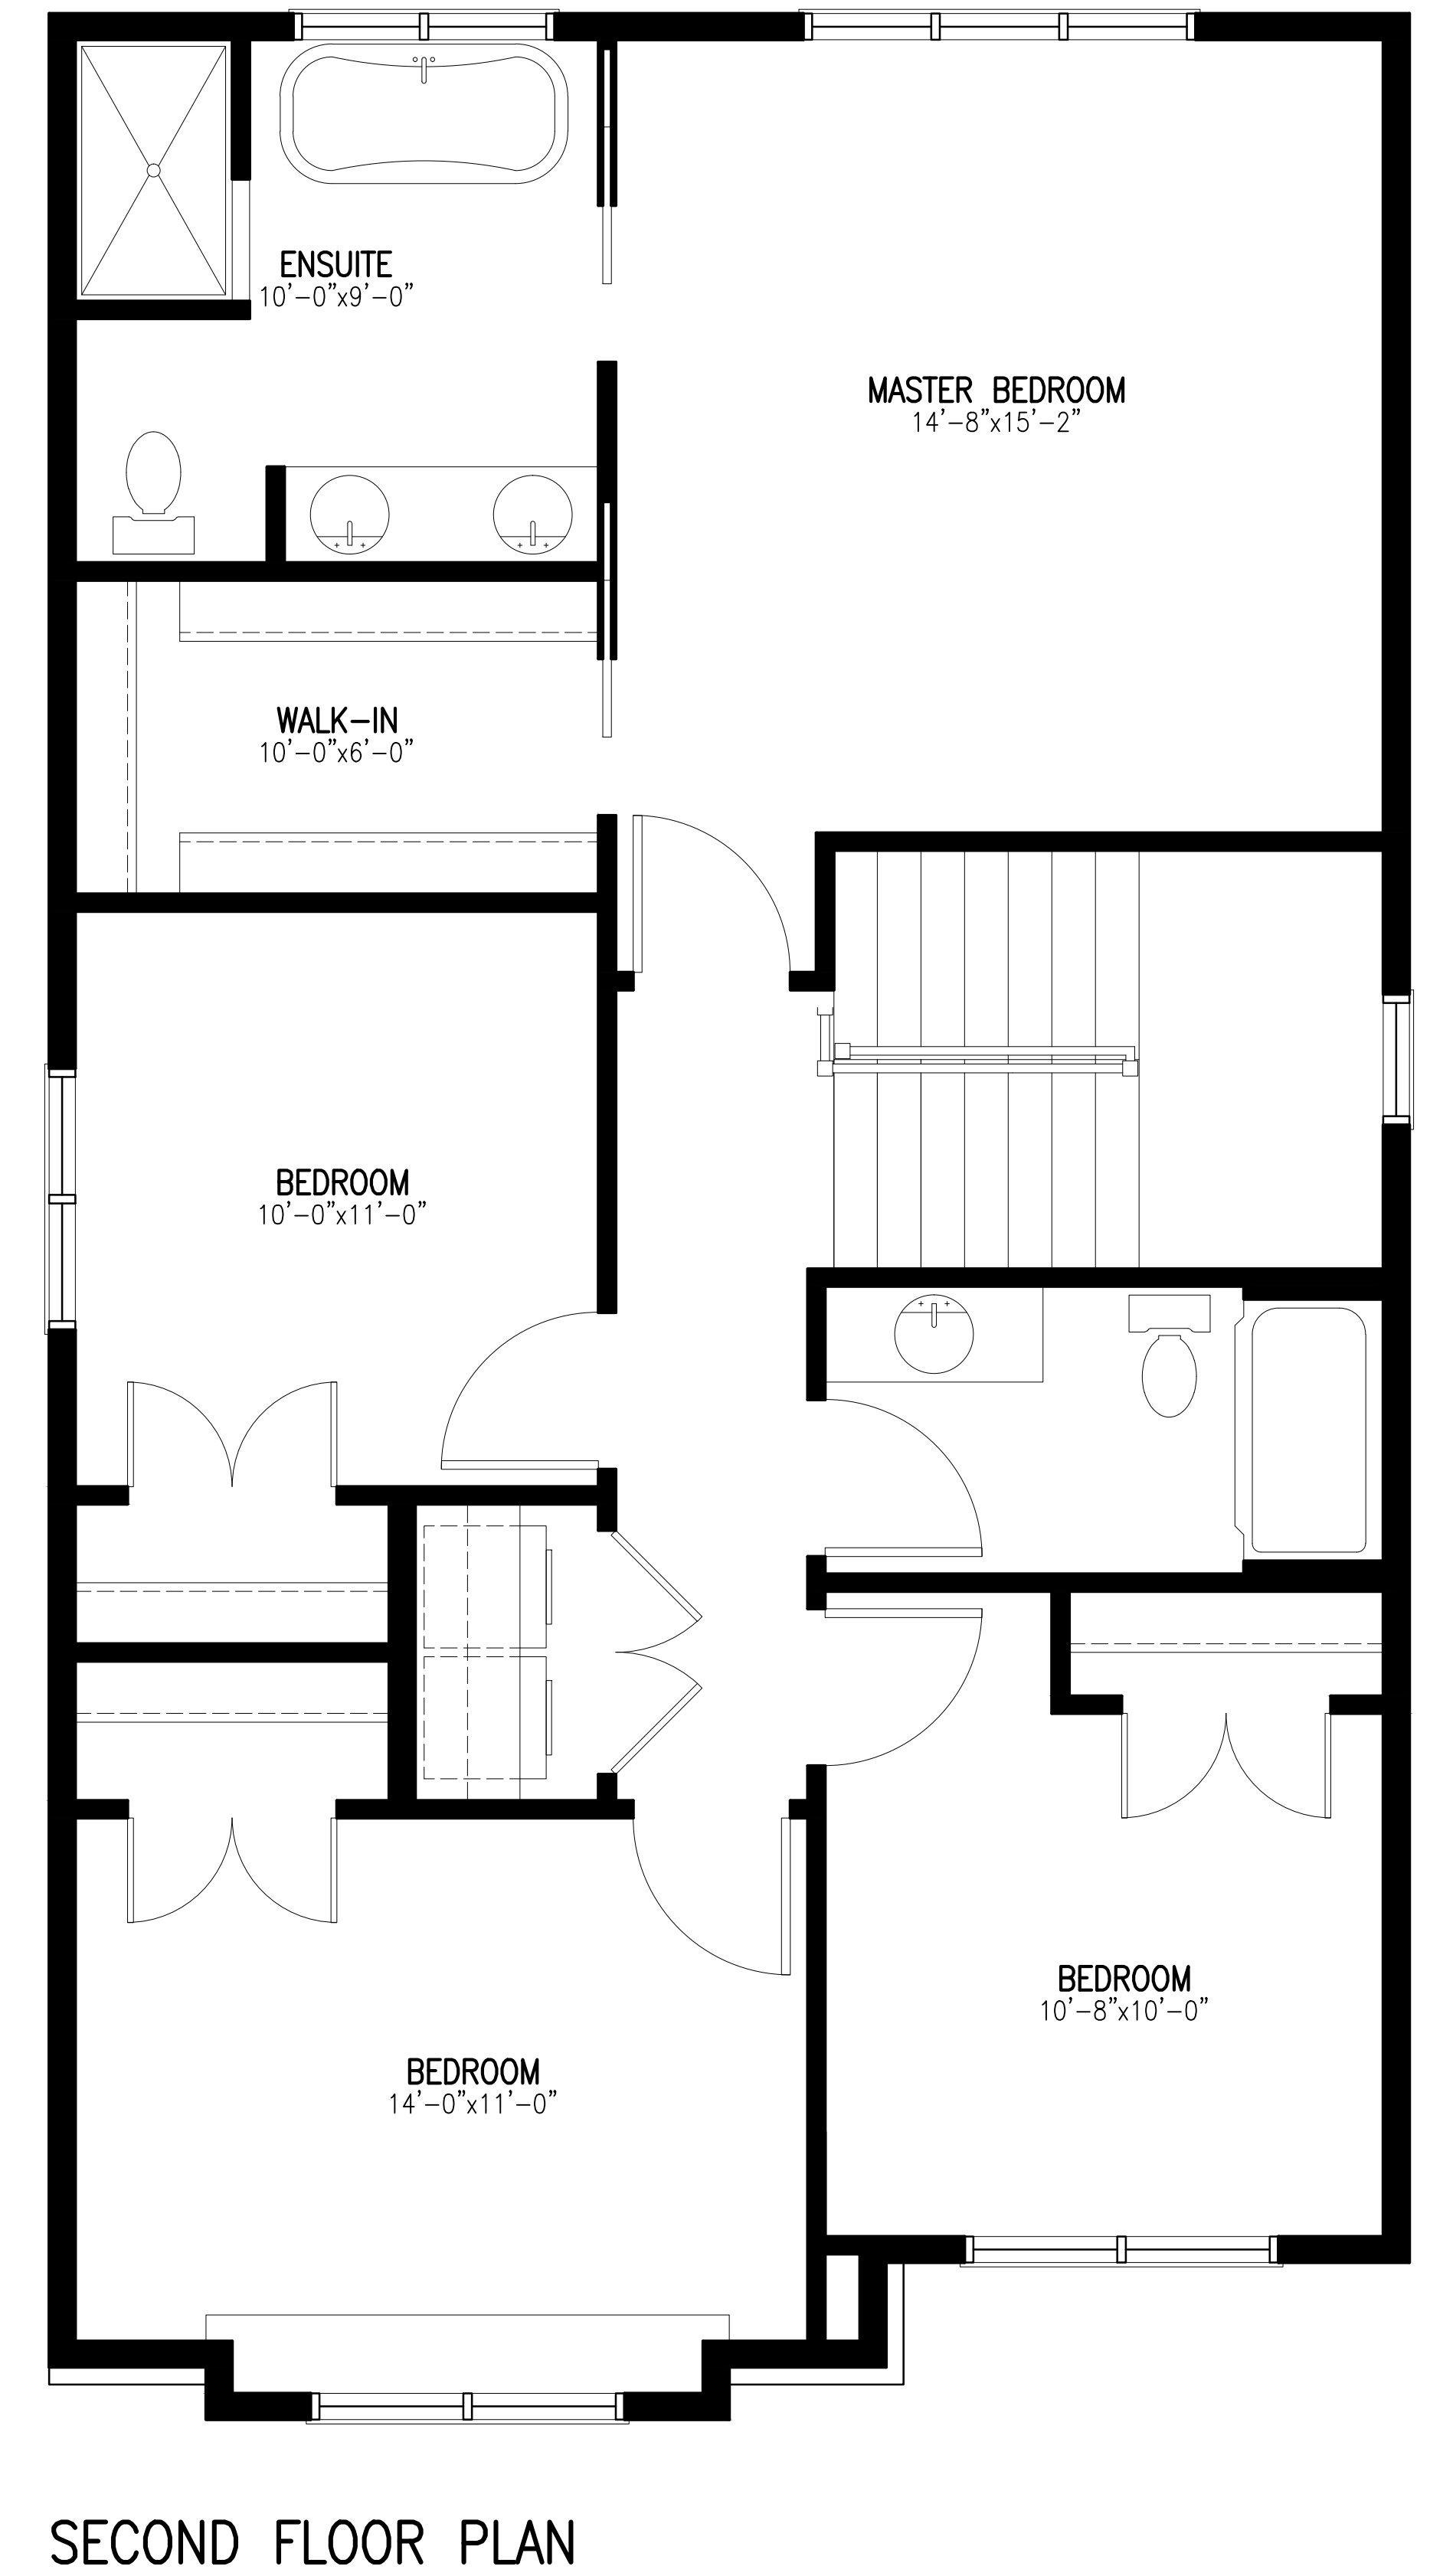 ENSUITE
10'-0"x9'-0"
MASTER BEDROOM
14'-8"x15'-2"
WALK-IN
10'-0"x6'-0"
BEDROOM
10'-0"x11'-0"
BEDROOM
10'-8"x10'-0"
BEDROOM
14'-0"x11'-0"
SECOND FLOOR PLAN